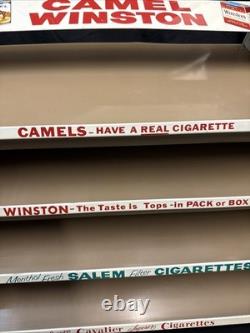 CAMEL
WINSTON
Winston
CAMELS - HAVE A REAL CIGARETTE
WINSTON - The Taste is Tops - in PACK or BOX
Menthol Fresh SALEM Filter CIGARETTES
Cavalier Cigarettes